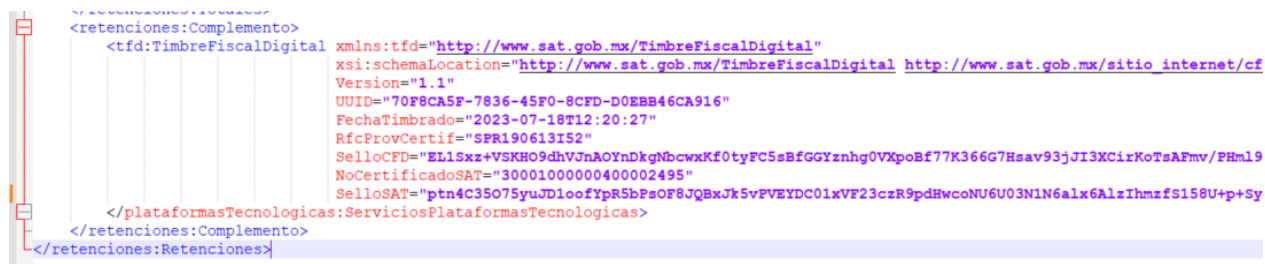 </retenciones:Totales>
<retenciones:Complemento>
<tfd:TimbreFiscalDigital xmlns:tfd="http://www.sat.gob.mx/TimbreFiscalDigital"
xsi:schemaLocation="http://www.sat.gob.mx/TimbreFiscalDigital http://www.sat.gob.mx/sitio_internet/cf
Version="1.1"
UUID="70F8CA5F-7836-45F0-8CFD-D0EBB46CA916"
FechaTimbrado="2023-07-18T12:20:27"
RfcProvCertif="SPR190613I52"
SelloCFD="EL1Sxz+VSKHO9dhVJnAOYnDkgNbcwxKf0tyFC5sBfGGYznhg0VXpoBf77K366G7Hsav93jJI3XCirKoTsAFmv/PHml9
NoCertificadoSAT="30001000000400002495"
SelloSAT="ptn4C35O75yuJD1oofYpR5bPsOF8JQBxJk5vPVEYDC01xVF23czR9pdHwcoNU6U03N1N6alx6AlzIhmzfS158U+p+Sy
</plataformasTecnologicas:ServiciosPlataformasTecnologicas>
</retenciones:Complemento>
</retenciones:Retenciones>